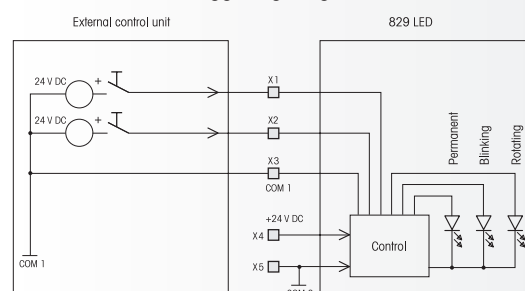 External control unit
829 LED
24 V DC
+
X1
24 V DC
+
X2
X3
COM 1
+24 V DC
X4
X5
Control
Permanent
Blinking
Rotating
COM 1